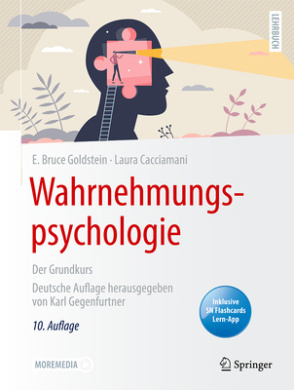 LEHRBUCH
E. Bruce Goldstein · Laura Cacciamani
Wahrnehmungs-
psychologie
Der Grundkurs
Deutsche Auflage herausgegeben
von Karl Gegenfurtner
10. Auflage
Inklusive
SN Flashcards
Lern-App
MOREMEDIA
Springer